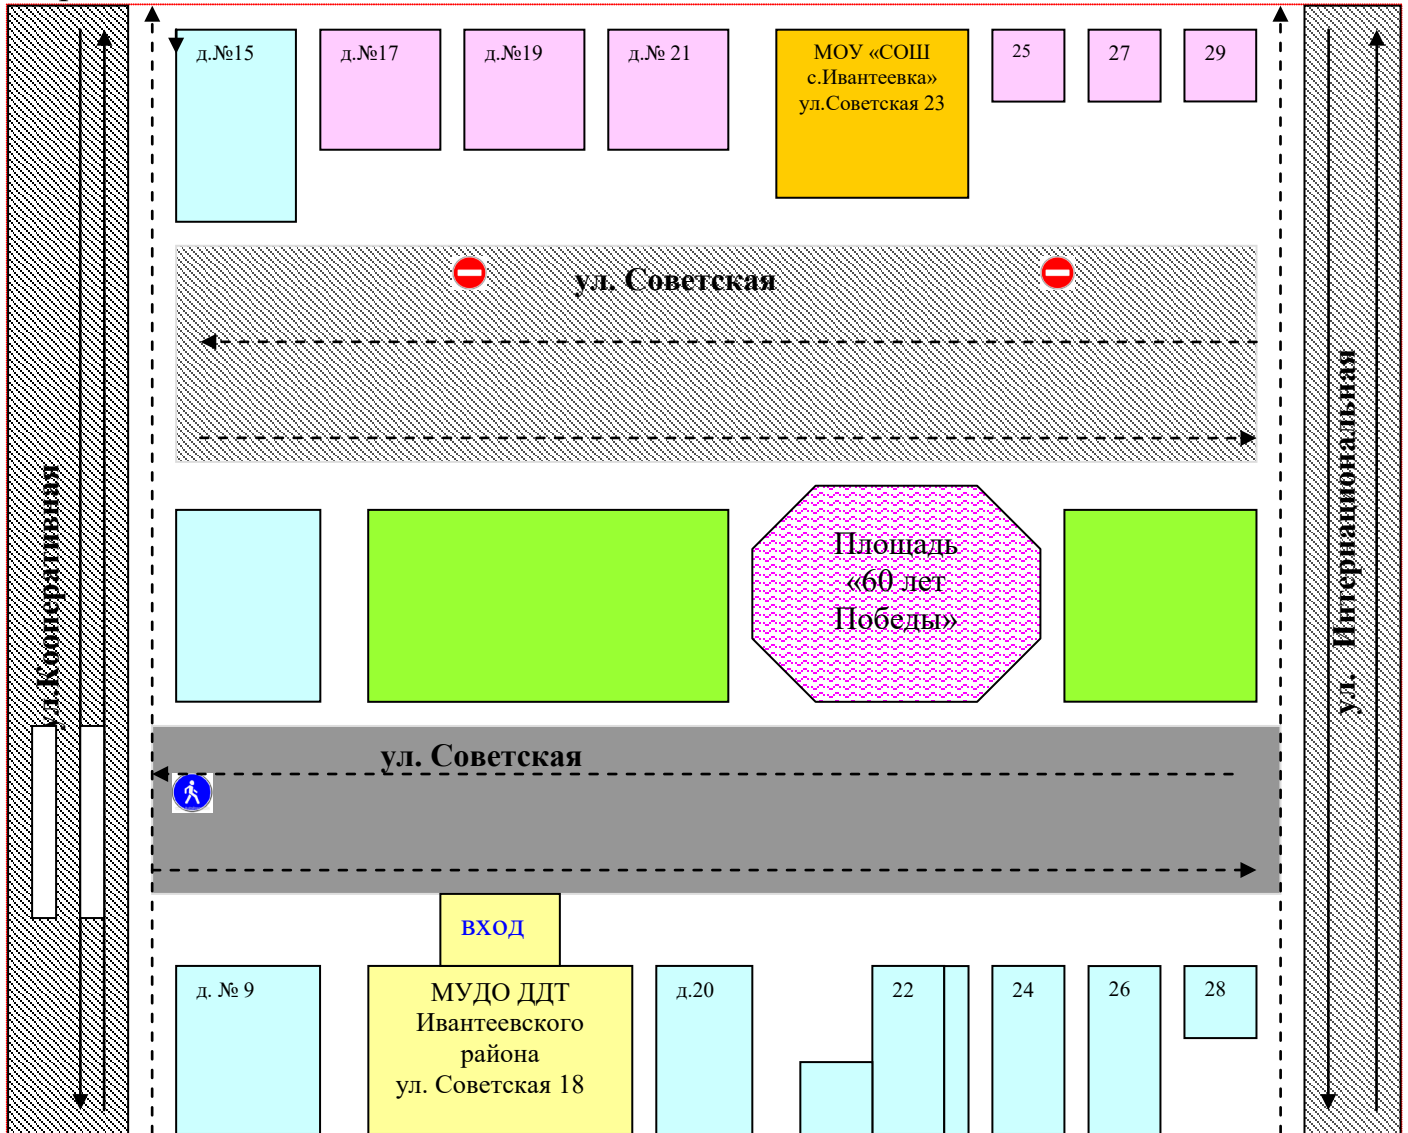 д.№15
д.№17
д.№19
д.№ 21
МОУ «СОШ
с.Ивантеевка»
ул.Советская 23
25
27
29
ул. Советская
ул.Кооперативная
Площадь
«60 лет
Победы»
ул. Интернациональная
ул. Советская
вход
д. № 9
МУДО ДДТ
Ивантеевского
района
ул. Советская 18
д.20
22
24
26
28